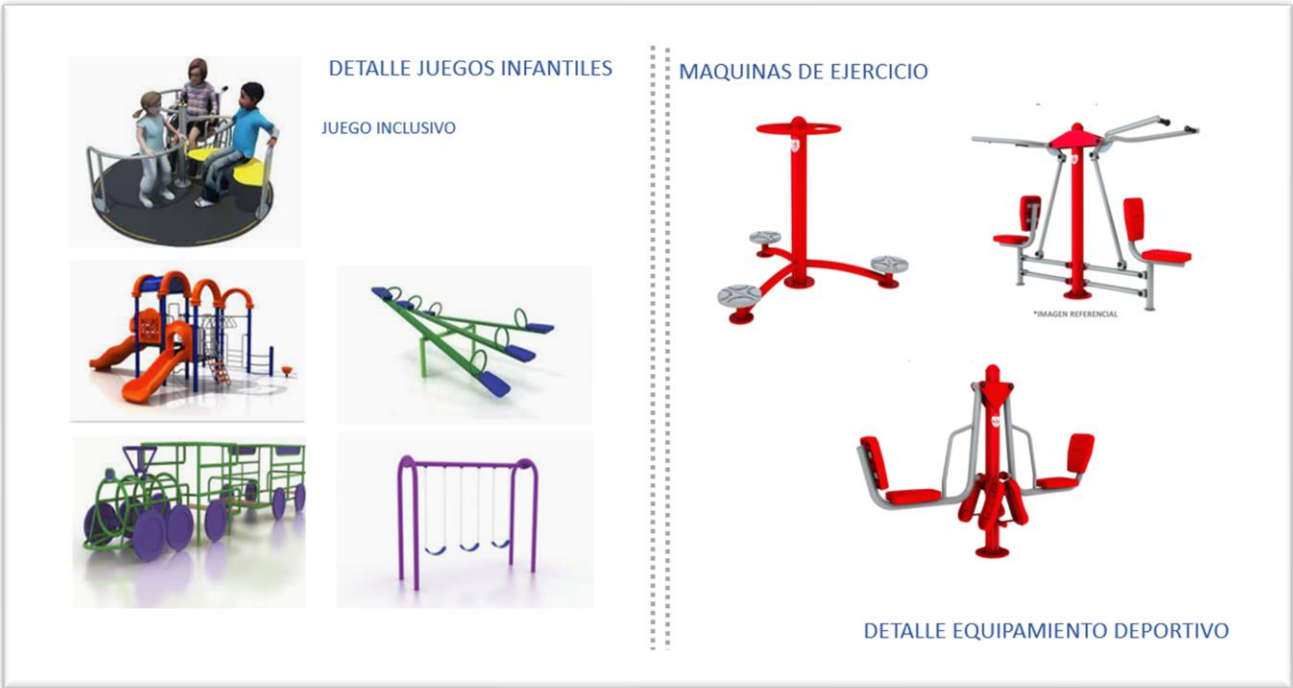 DETALLE JUEGOS INFANTILES
JUEGO INCLUSIVO
MAQUINAS DE EJERCICIO
*IMAGEN REFERENCIAL
DETALLE EQUIPAMIENTO DEPORTIVO